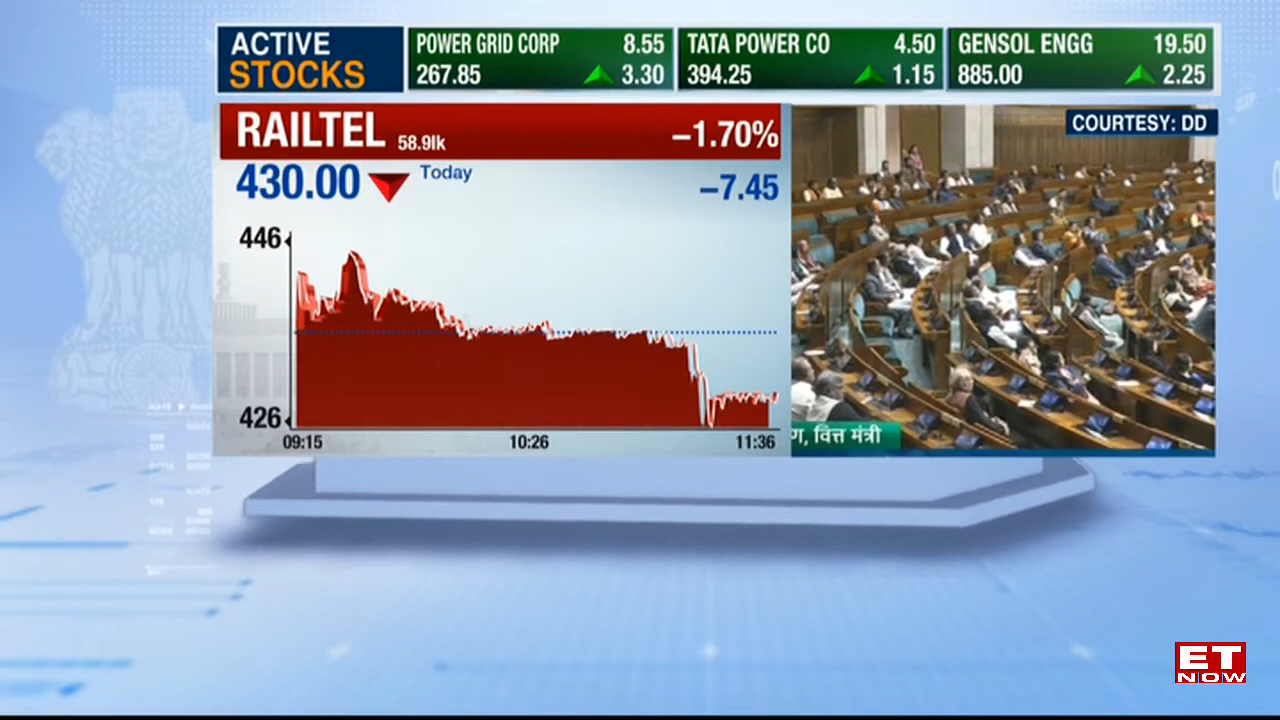 ACTIVE
STOCKS
POWER GRID CORP 8.55
267.85 3.30
TATA POWER CO 4.50
394.25 1.15
GENSOL ENGG 19.50
885.00 2.25
RAILTEL 58.9lk –1.70%
430.00 Today –7.45
446
426
09:15 10:26 11:36
COURTESY: DD
वित्त मंत्री
ET
NOW